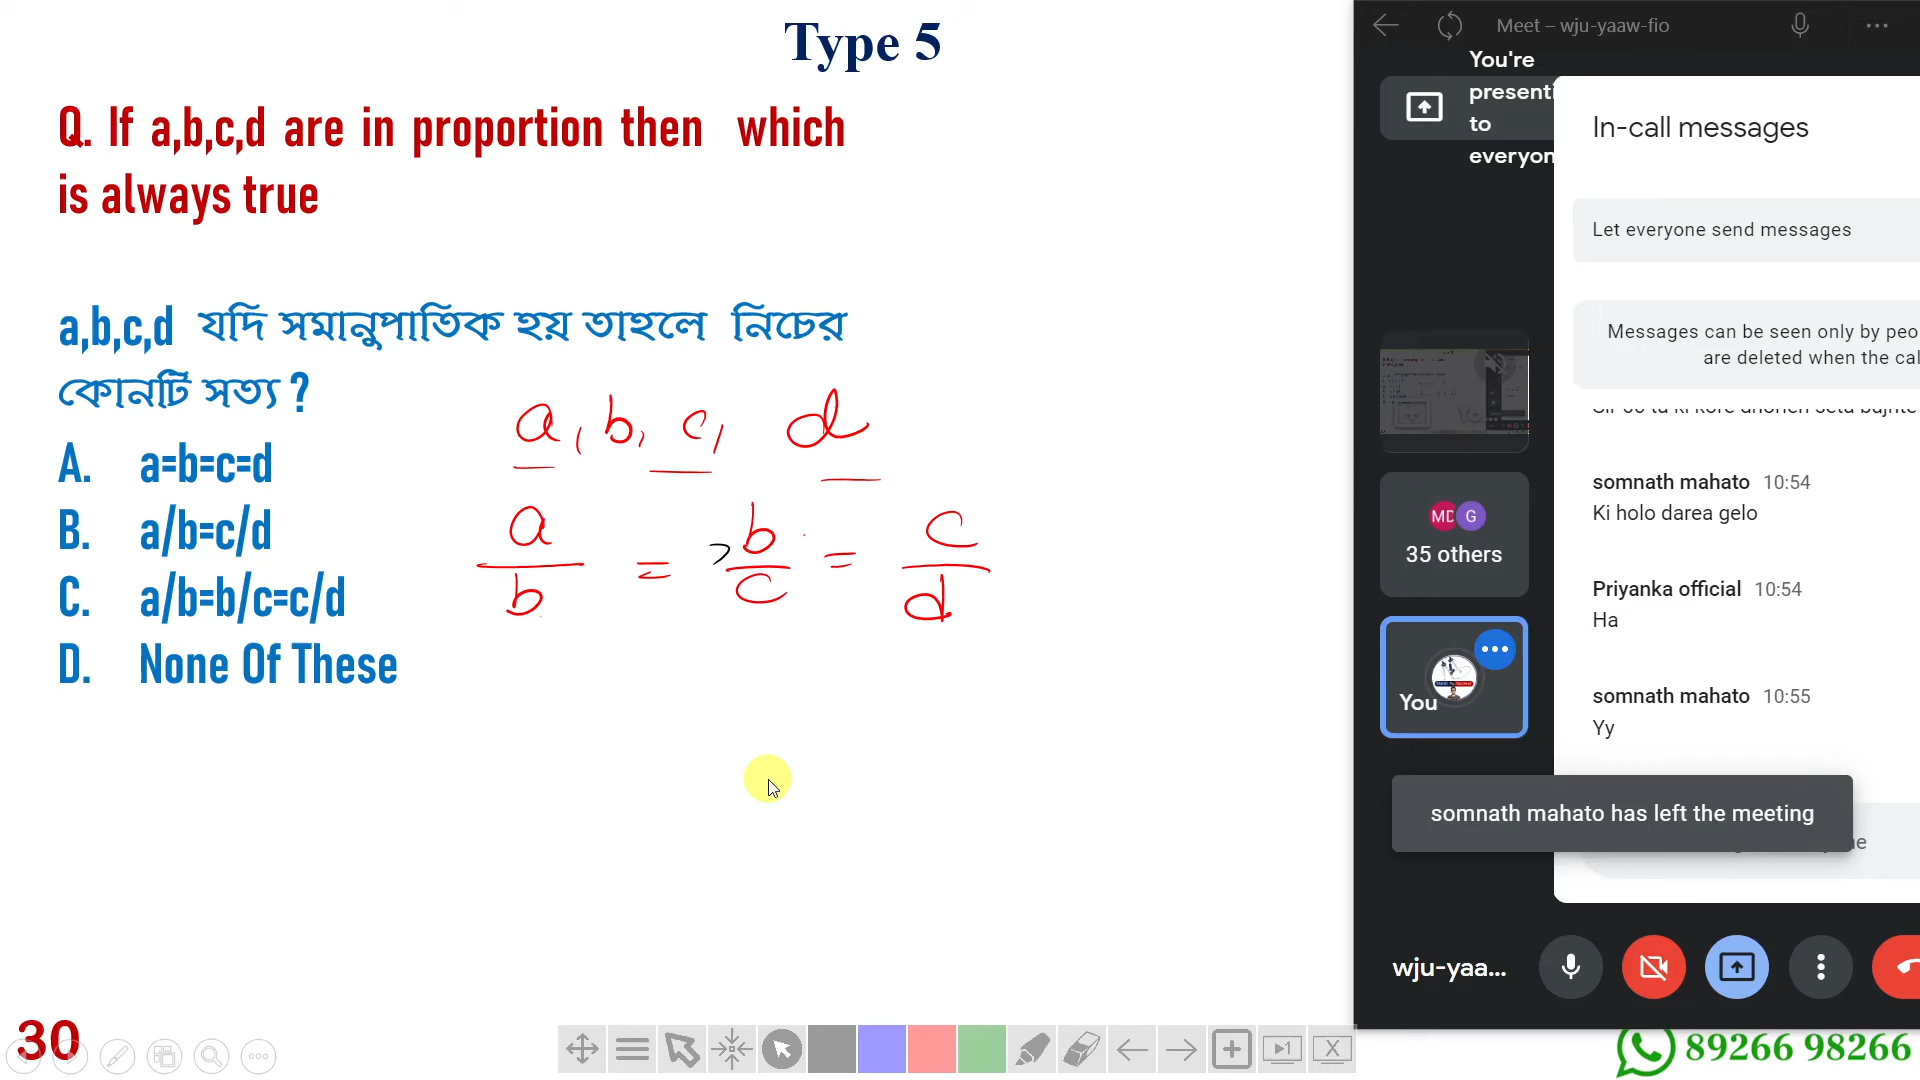 Type 5
Q. If a,b,c,d are in proportion then which
is always true
a,b,c,d যদি সমানুপাতিক হয় তাহলে নিচের
কোনটি সত্য ?
A. a=b=c=d
B. a/b=c/d
C. a/b=b/c=c/d
D. None Of These
a, b, c, d
a/b = b/c = c/d
30
Meet – wju-yaaw-fio
You're
presenti
to
everyon
In-call messages
Let everyone send messages
Messages can be seen only by peo
are deleted when the cal
somnath mahato 10:54
Ki holo darea gelo
MD G
35 others
Priyanka official 10:54
Ha
somnath mahato 10:55
Yy
You
somnath mahato has left the meeting
wju-yaa...
89266 98266